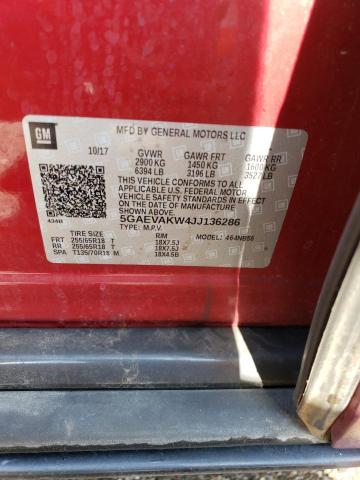 GM
MFD BY GENERAL MOTORS LLC
10/17 GVWR GAWR FRT GAWR RR
2900 KG 1450 KG 1600 KG
6394 LB 3196 LB 3527 LB
THIS VEHICLE CONFORMS TO ALL
APPLICABLE U.S. FEDERAL MOTOR
VEHICLE SAFETY STANDARDS IN EFFECT
ON THE DATE OF MANUFACTURE
SHOWN ABOVE.
5GAEVAKW4JJ136286
TYPE: M.P.V. MODEL: 464NB56
TIRE SIZE RIM
FRT 255/65R18 T 18X7.5J
RR 255/65R18 T 18X7.5J
SPA T135/70R18 M 18X4.5B